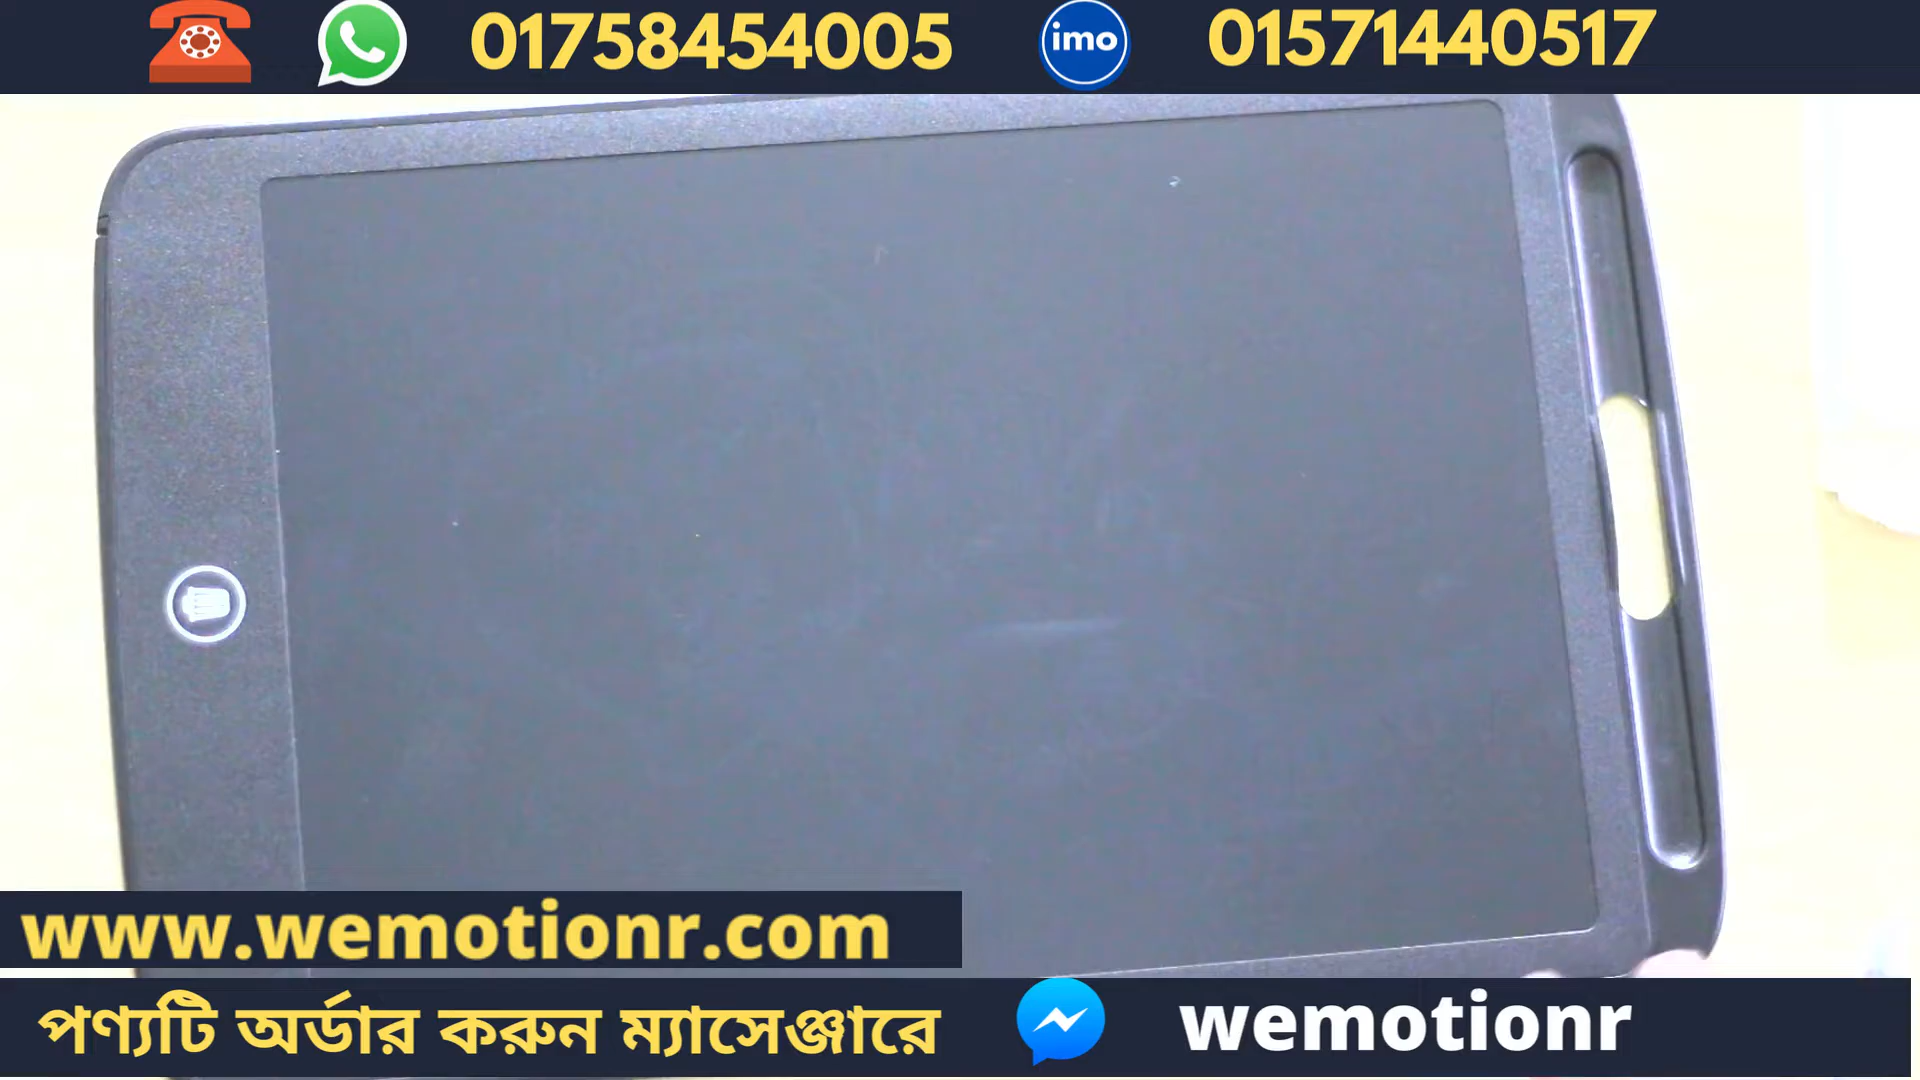 01758454005 imo 01571440517
www.wemotionr.com
পণ্যটি অর্ডার করুন ম্যাসেঞ্জারে wemotionr